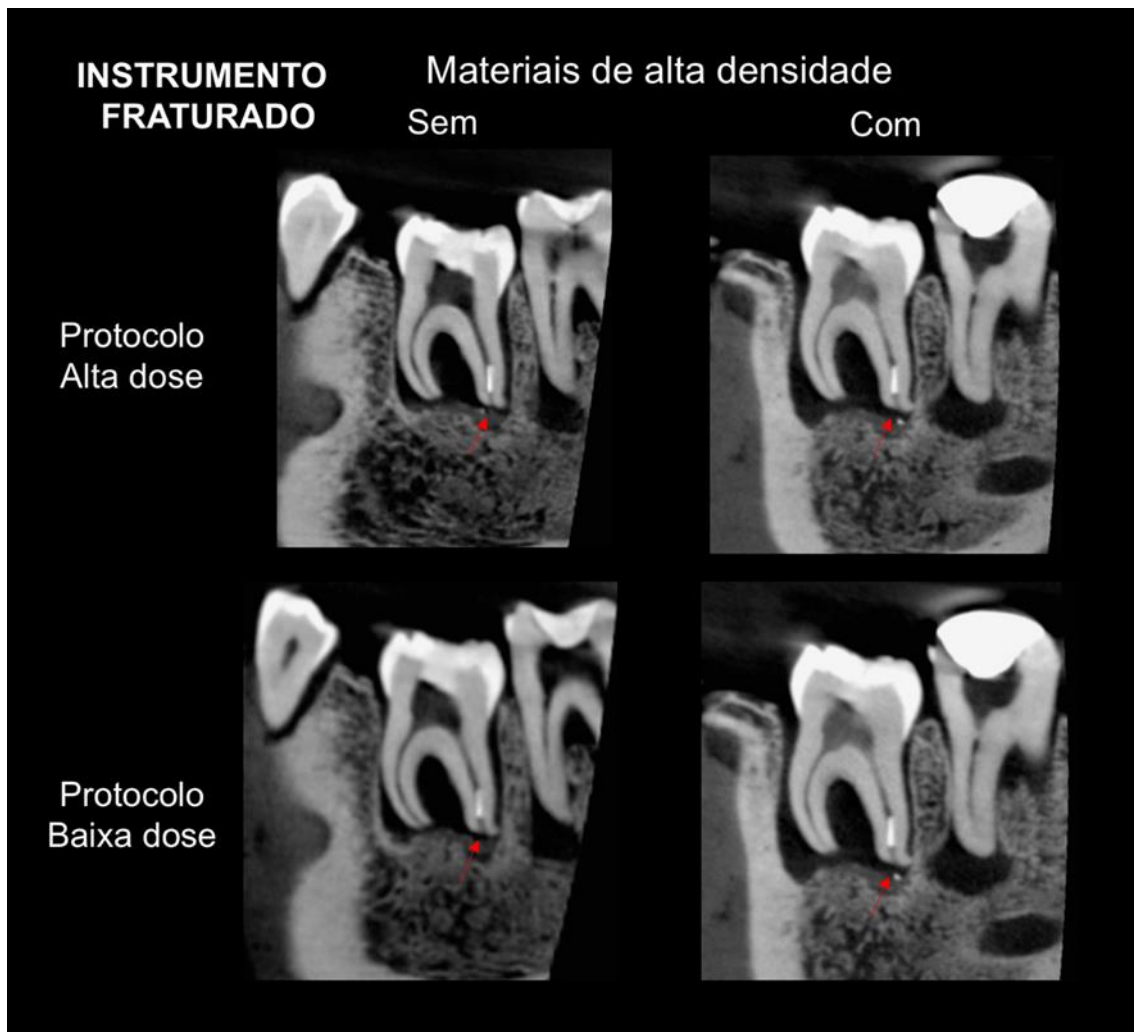 INSTRUMENTO
FRATURADO
Materiais de alta densidade
Sem
Com
Protocolo
Alta dose
Protocolo
Baixa dose